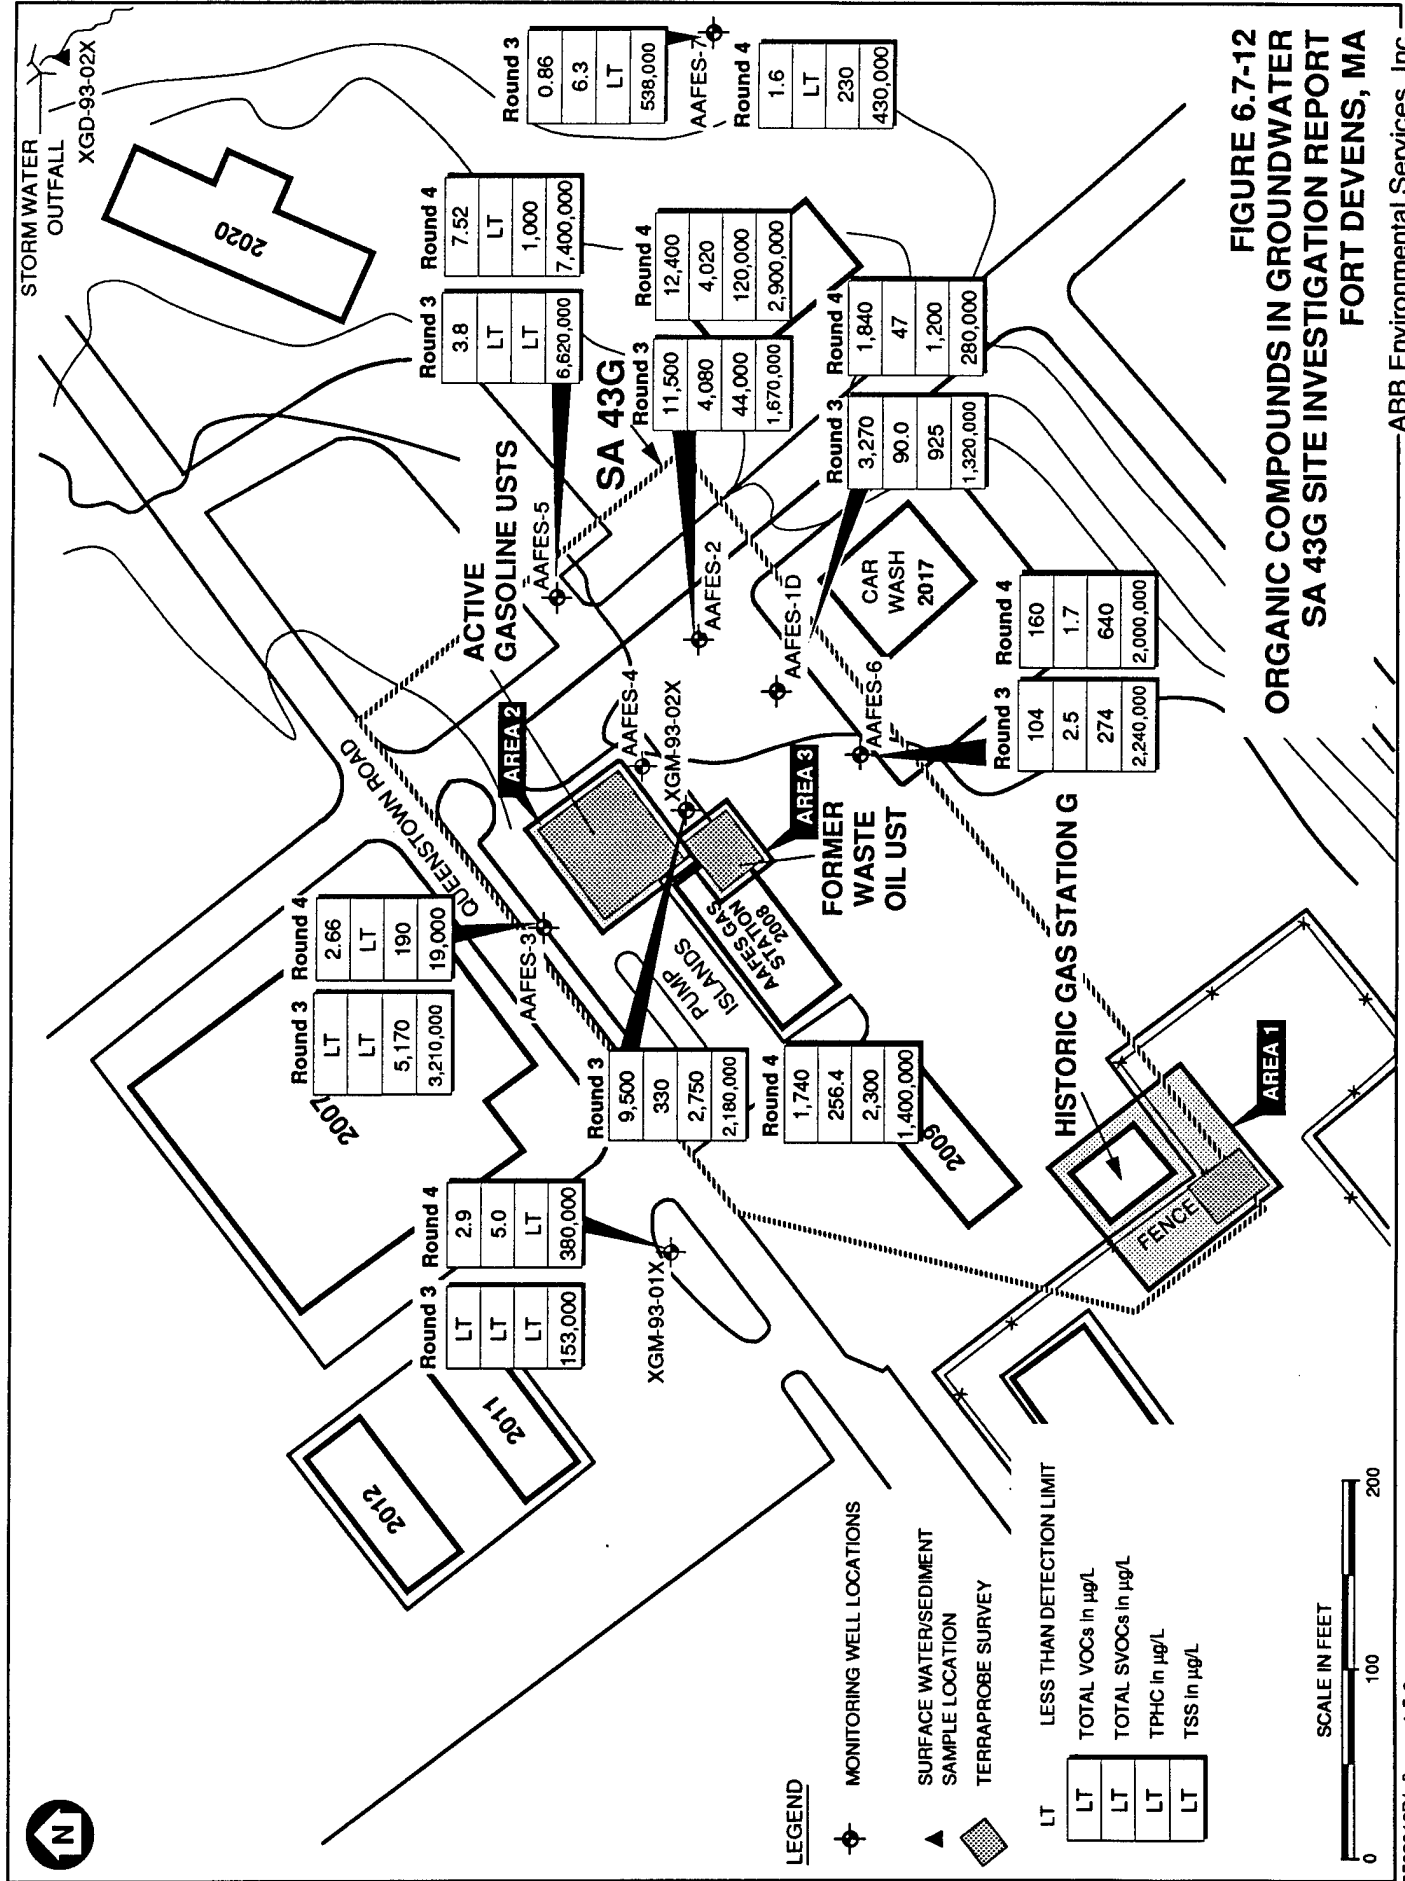 N
STORM WATER
OUTFALL
XGD-93-02X
2020
Round 3
0.86
6.3
LT
538,000
AAFES-7
Round 4
1.6
LT
230
430,000
Round 4
7.52
LT
1,000
7,400,000
Round 3
3.8
LT
LT
6,620,000
SA 43G
Round 4
12,400
4,020
120,000
2,900,000
Round 3
11,500
4,080
44,000
1,670,000
Round 4
1,840
47
1,200
280,000
Round 3
3,270
90.0
925
1,320,000
ACTIVE
GASOLINE USTS
AAFES-5
AAFES-2
AAFES-1D
CAR
WASH
2017
AAFES-6
Round 4
160
1.7
640
2,000,000
Round 3
104
2.5
274
2,240,000
QUEENSTOWN ROAD
AREA 2
AAFES-4
XGM-93-02X
AREA 3
FORMER
WASTE
OIL UST
AAFES GAS
STATION
2008
PUMP
ISLANDS
AAFES-3
Round 4
2.66
LT
190
19,000
Round 3
LT
LT
5,170
3,210,000
2007
Round 3
9,500
330
2,750
2,180,000
Round 4
1,740
256.4
2,300
1,400,000
2009
HISTORIC GAS STATION G
AREA 1
FENCE
Round 4
2.9
5.0
LT
380,000
Round 3
LT
LT
LT
153,000
XGM-93-01X
2011
2012
LEGEND
MONITORING WELL LOCATIONS
SURFACE WATER/SEDIMENT
SAMPLE LOCATION
TERRAPROBE SURVEY
LT LESS THAN DETECTION LIMIT
LT TOTAL VOCs in µg/L
LT TOTAL SVOCs in µg/L
LT TPHC in µg/L
LT TSS in µg/L
SCALE IN FEET
0 100 200
FIGURE 6.7-12
ORGANIC COMPOUNDS IN GROUNDWATER
SA 43G SITE INVESTIGATION REPORT
FORT DEVENS, MA
ABB Environmental Services, Inc.